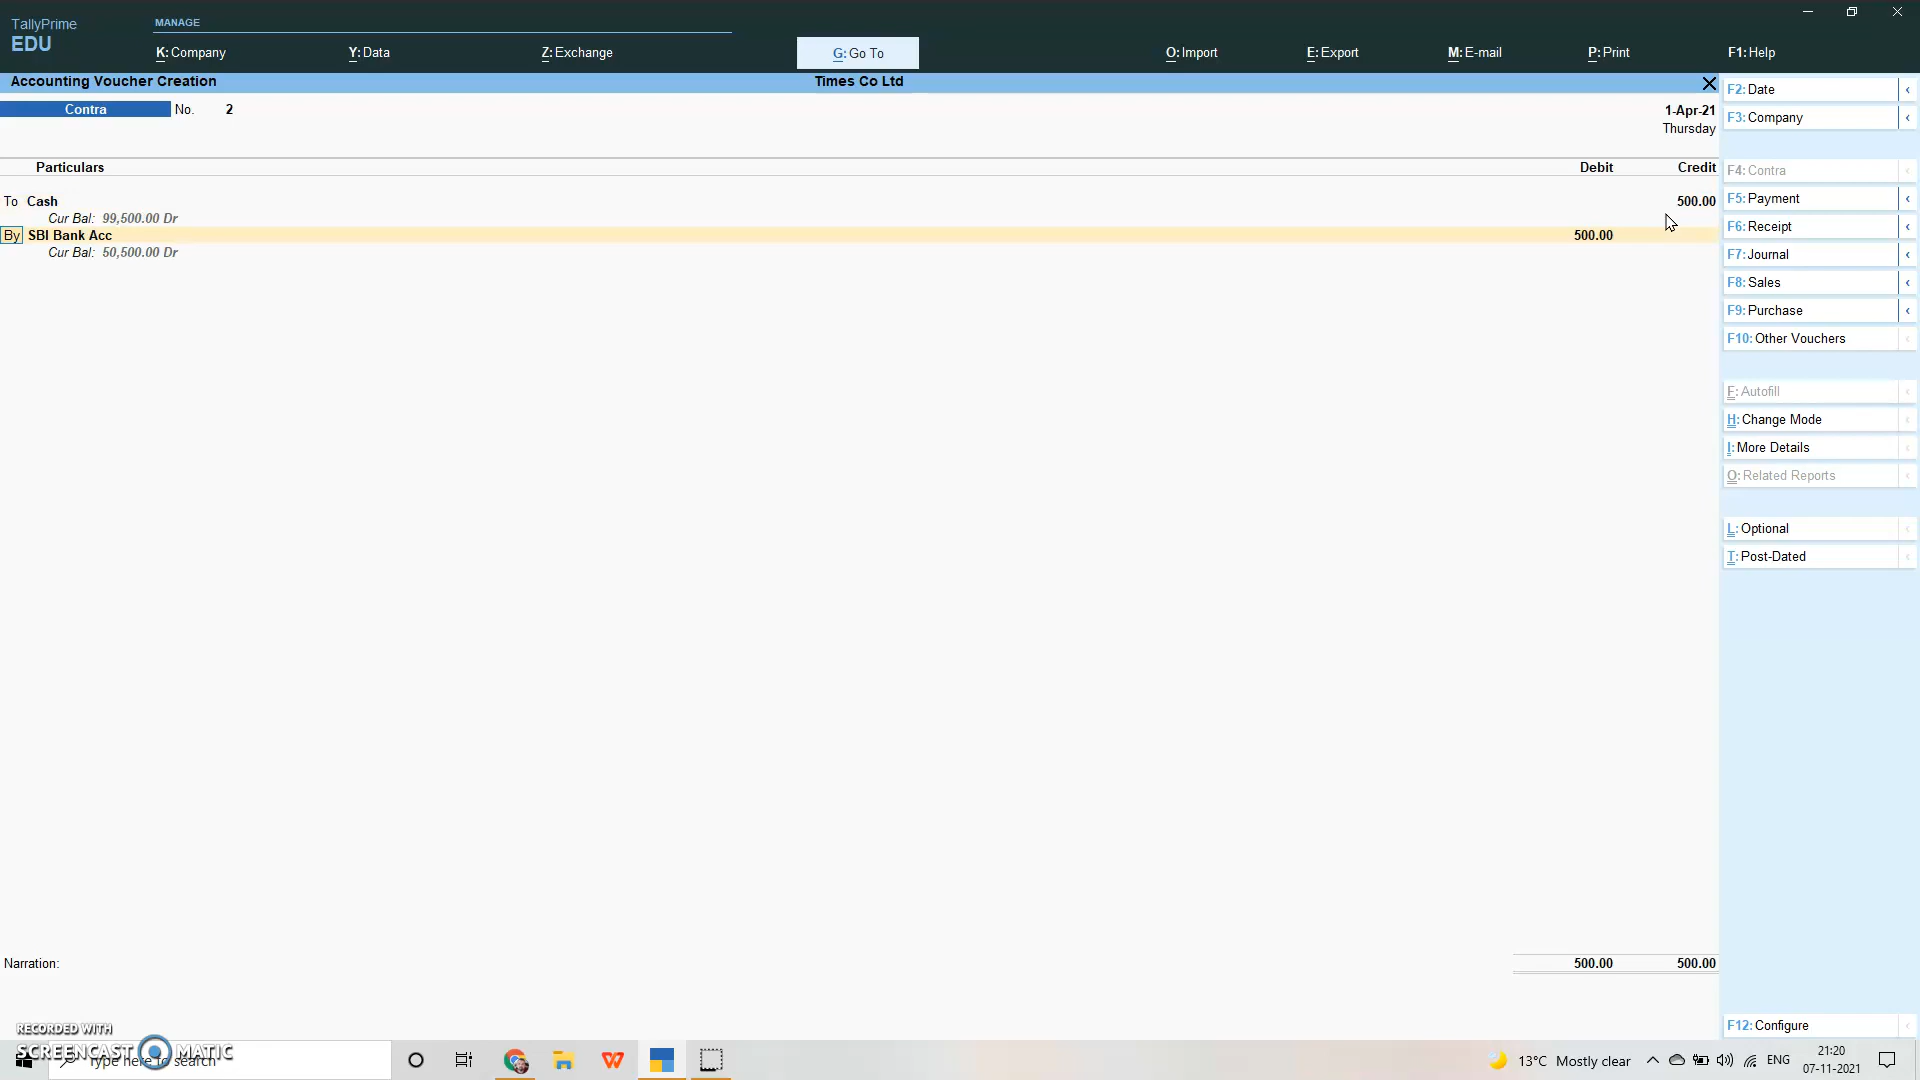 TallyPrime
EDU
MANAGE
K: Company
Y: Data
Z: Exchange
G: Go To
O: Import
E: Export
M: E-mail
P: Print
F1: Help
Accounting Voucher Creation
Times Co Ltd
Contra No. 2
1-Apr-21
Thursday
Particulars Debit Credit
To Cash 500.00
Cur Bal: 99,500.00 Dr
By SBI Bank Acc 500.00
Cur Bal: 50,500.00 Dr
Narration: 500.00 500.00
F2: Date
F3: Company
F4: Contra
F5: Payment
F6: Receipt
F7: Journal
F8: Sales
F9: Purchase
F10: Other Vouchers
F: Autofill
H: Change Mode
I: More Details
O: Related Reports
L: Optional
T: Post-Dated
F12: Configure
RECORDED WITH
SCREENCAST MATIC
Type here to search
13°C Mostly clear
ENG
21:20
07-11-2021